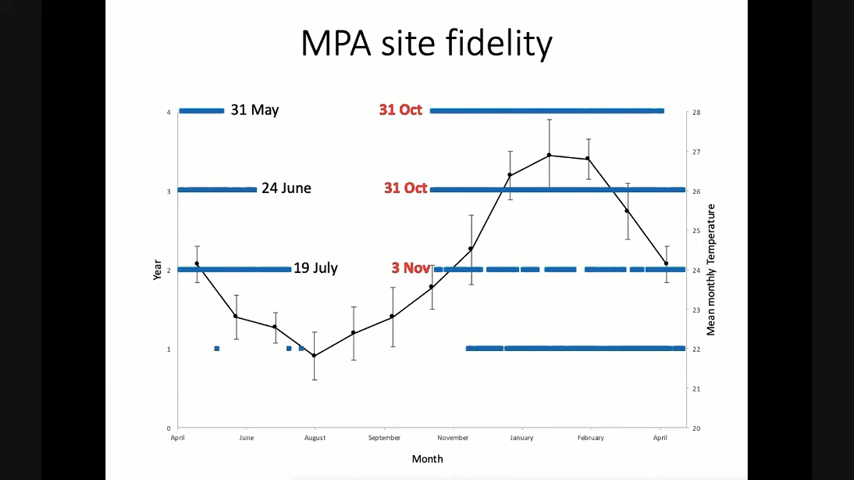 MPA site fidelity
4
31 May
31 Oct
28
27
3
24 June
31 Oct
26
25
Year
2
19 July
3 Nov
24
Mean monthly Temperature
23
1
22
21
0
20
April
June
August
September
November
January
February
April
Month